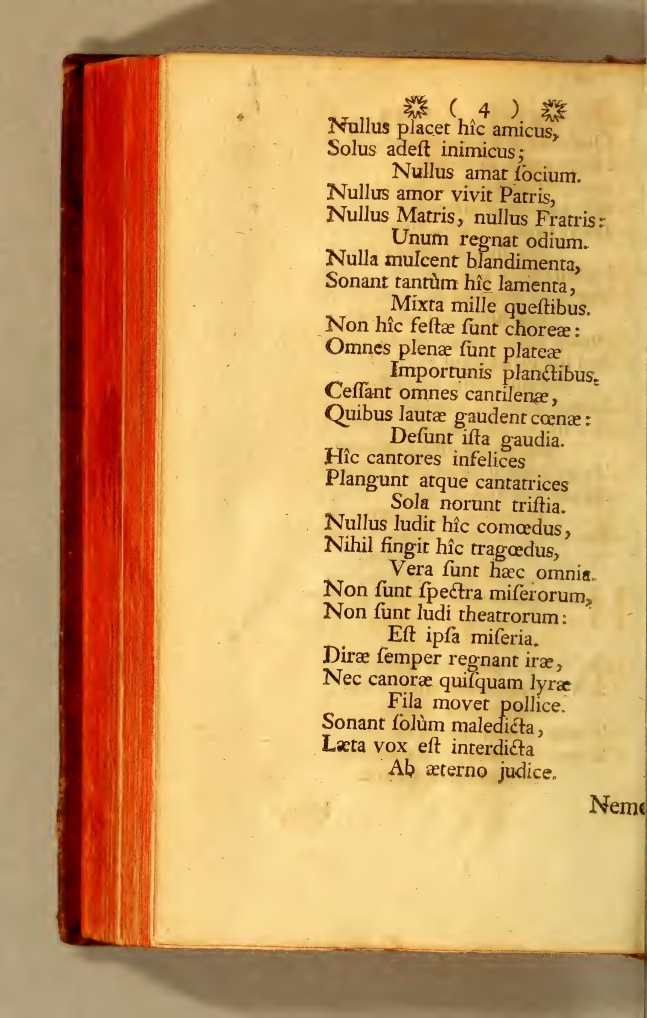 ( 4 )
Nullus placet hîc amicus,
Solus adeſt inimicus;
Nullus amat ſocium.
Nullus amor vivit Patris,
Nullus Matris, nullus Fratris:
Unum regnat odium.
Nulla mulcent blandimenta,
Sonant tantùm hîc lamenta,
Mixta mille queſtibus.
Non hîc feſtæ ſunt choreæ:
Omnes plenæ ſunt plateæ
Importunis planctibus.
Ceſſant omnes cantilenæ,
Quibus lautæ gaudent cœnæ:
Deſunt iſta gaudia.
Hîc cantores infelices
Plangunt atque cantatrices
Sola norunt triſtia.
Nullus ludit hîc comœdus,
Nihil fingit hîc tragœdus,
Vera ſunt hæc omnia.
Non ſunt ſpectra miſerorum,
Non ſunt ludi theatrorum:
Eſt ipſa miſeria.
Diræ ſemper regnant iræ,
Nec canoræ quiſquam lyræ
Fila movet pollice.
Sonant ſolùm maledicta,
Læta vox eſt interdicta
Ab æterno judice.